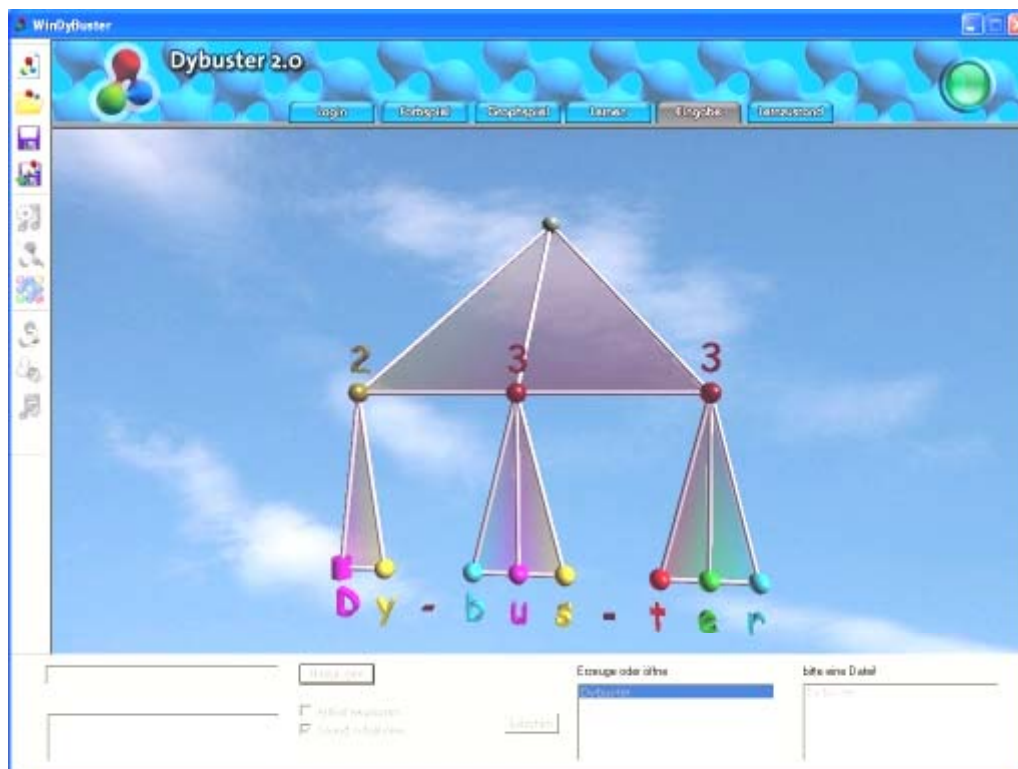 WinDyBuster
Dybuster 2.0
Login Farbspiel Graphspiel Lernen Eingabe Lernzustand
2 3 3
Dy-bus-ter
Erzeuge oder öffne bitte eine Datei!
Dybuster